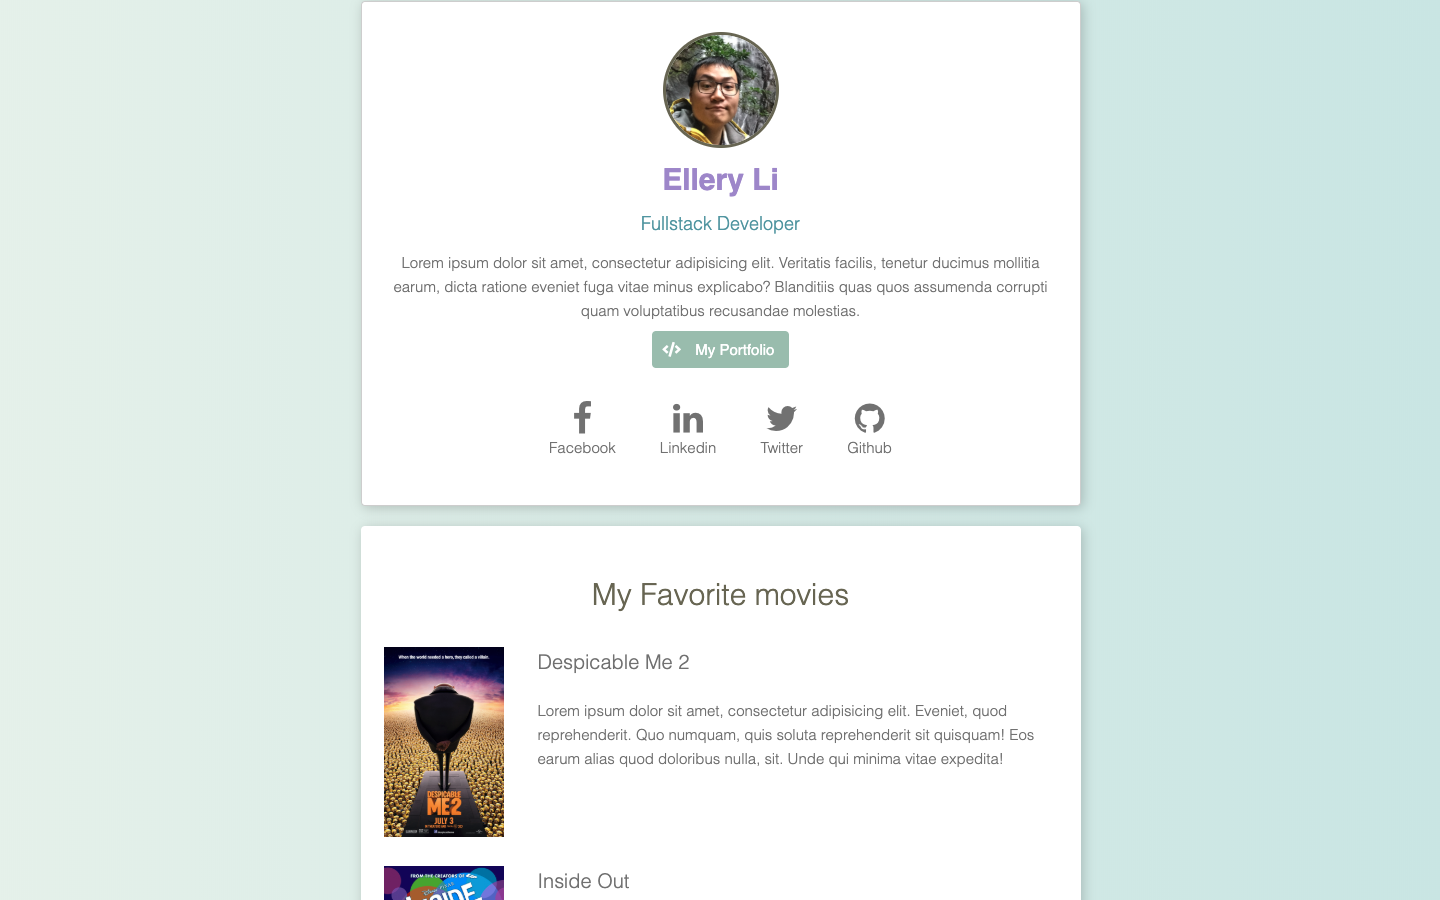 Ellery Li
Fullstack Developer
Lorem ipsum dolor sit amet, consectetur adipisicing elit. Veritatis facilis, tenetur ducimus mollitia
earum, dicta ratione eveniet fuga vitae minus explicabo? Blanditiis quas quos assumenda corrupti
quam voluptatibus recusandae molestias.
My Portfolio
Facebook Linkedin Twitter Github
My Favorite movies
When the world needed a hero, they called a villain.
DESPICABLE
ME2
JULY 3
Despicable Me 2
Lorem ipsum dolor sit amet, consectetur adipisicing elit. Eveniet, quod
reprehenderit. Quo numquam, quis soluta reprehenderit sit quisquam! Eos
earum alias quod doloribus nulla, sit. Unde qui minima vitae expedita!
FROM THE CREATORS OF
INSIDE
Inside Out